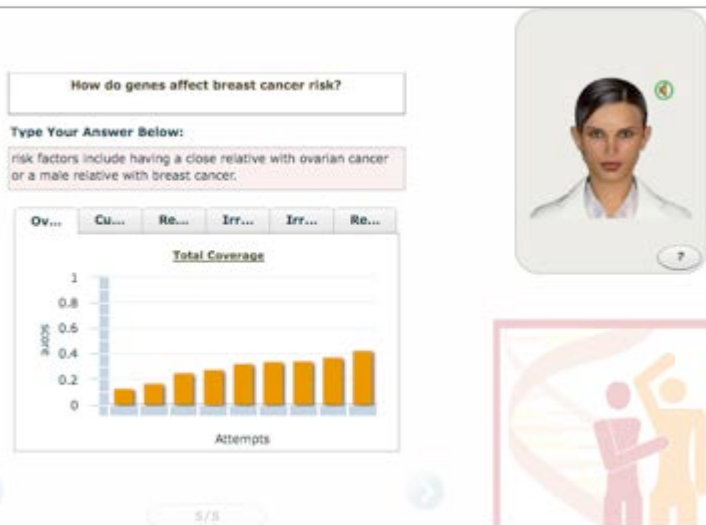 How do genes affect breast cancer risk?
Type Your Answer Below:
risk factors include having a close relative with ovarian cancer
or a male relative with breast cancer.
Ov... Cu... Re... Irr... Irr... Re...
Total Coverage
1
0.8
0.6
0.4
0.2
0
score
Attempts
5/5
?